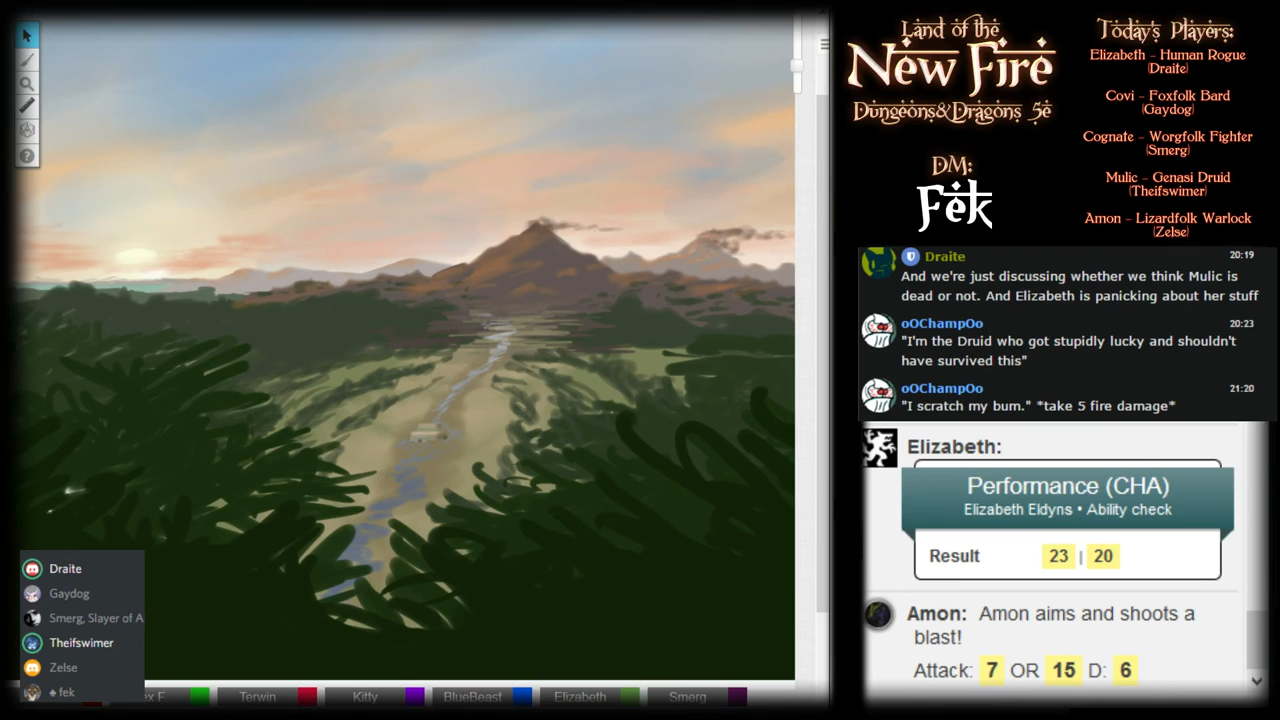 Land of the
New Fire
Dungeons&Dragons 5e
DM:
Fek
Today's Players:
Elizabeth - Human Rogue
(Draite)
Covi - Foxfolk Bard
(Gaydog)
Cognate - Worgfolk Fighter
(Smerg)
Mulic - Genasi Druid
(Theifswimer)
Amon - Lizardfolk Warlock
(Zelse)
Draite 20:19
And we're just discussing whether we think Mulic is
dead or not. And Elizabeth is panicking about her stuff
oOChampOo 20:23
"I'm the Druid who got stupidly lucky and shouldn't
have survived this"
oOChampOo 21:20
"I scratch my bum." *take 5 fire damage*
Elizabeth:
Performance (CHA)
Elizabeth Eldyns • Ability check
Result 23 | 20
Amon: Amon aims and shoots a
blast!
Attack: 7 OR 15 D: 6
Draite
Gaydog
Smerg, Slayer of A
Theifswimer
Zelse
♠ fek
ex F Terwin Kitty BlueBeast Elizabeth Smerg